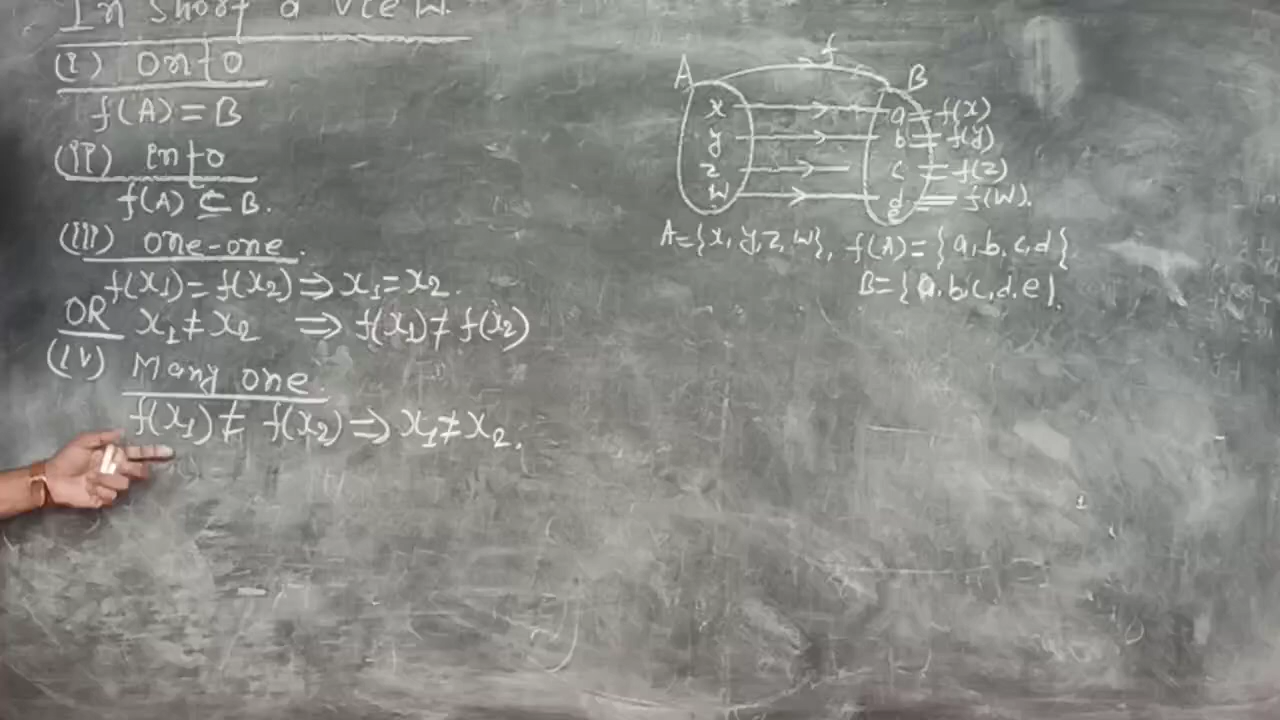 In short a view.
(i) onto
f(A) = B
(ii) into
f(A) ⊆ B.
(iii) one-one.
f(x₁) = f(x₂) ⇒ x₁ = x₂.
OR x₁ ≠ x₂ ⇒ f(x₁) ≠ f(x₂)
(iv) Many one.
f(x₁) ≠ f(x₂) ⇒ x₁ ≠ x₂.
f
A B
x a = f(x)
y b = f(y)
z c = f(z)
w d = f(w).
e
A = {x, y, z, w}, f(A) = {a, b, c, d}
B = {a, b, c, d, e}.